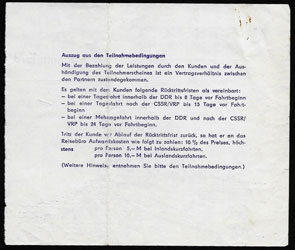 Auszug aus den Teilnahmebedingungen
Mit der Bezahlung der Leistungen durch den Kunden und der Aus-
händigung des Teilnehmerscheines ist ein Vertragsverhältnis zwischen
den Partnern zustandegekommen.
Es gelten mit dem Kunden folgende Rücktrittsfristen als vereinbart:
— bei einer Tagesfahrt innerhalb der DDR bis 8 Tage vor Fahrtbeginn
— bei einer Tagesfahrt nach der CSSR/VRP bis 15 Tage vor Fahrt-
beginn
— bei einer Mehrtagefahrt innerhalb der DDR und nach der CSSR/
VRP bis 24 Tage vor Fahrtbeginn.
Tritt der Kunde vor Ablauf der Rücktrittsfrist zurück, so hat er an das
Reisebüro Aufwandskosten wie folgt zu zahlen: 10 % des Preises, höch-
stens pro Person 5,— M bei Inlandskurzfahrten.
pro Person 10,— M bei Auslandskurzfahrten.
(Weitere Hinweise entnehmen Sie bitte den Teilnahmebedingungen.)